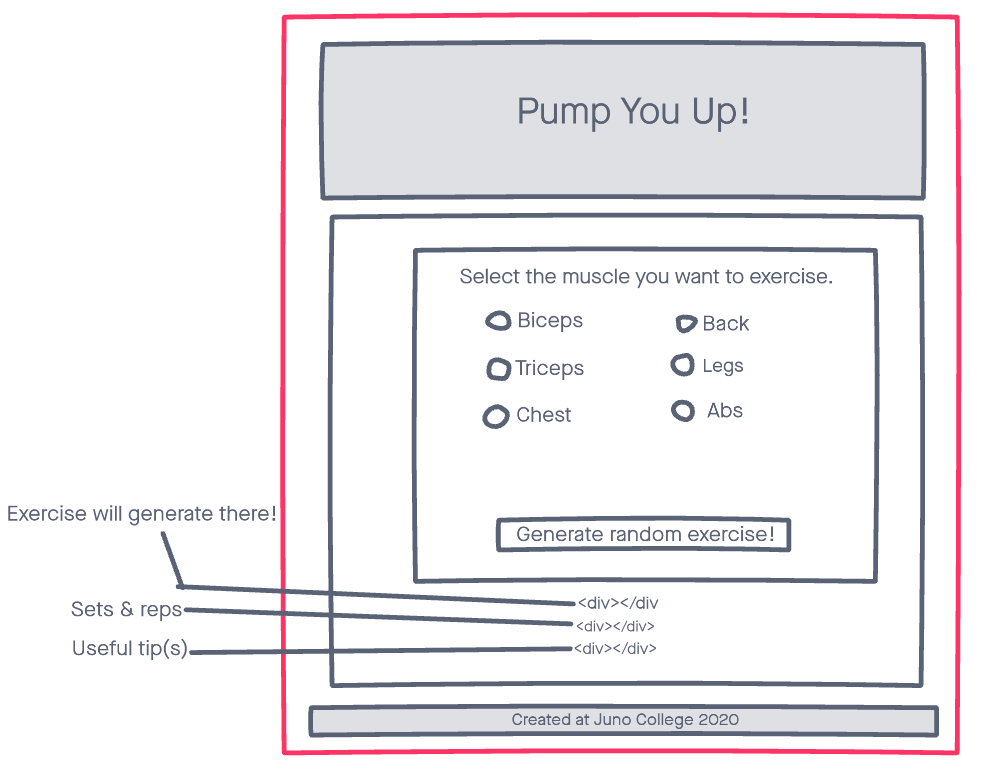 Pump You Up!
Select the muscle you want to exercise.
Biceps
Back
Triceps
Legs
Chest
Abs
Exercise will generate there!
Generate random exercise!
<div></div
Sets & reps
<div></div>
Useful tip(s)
<div></div>
Created at Juno College 2020